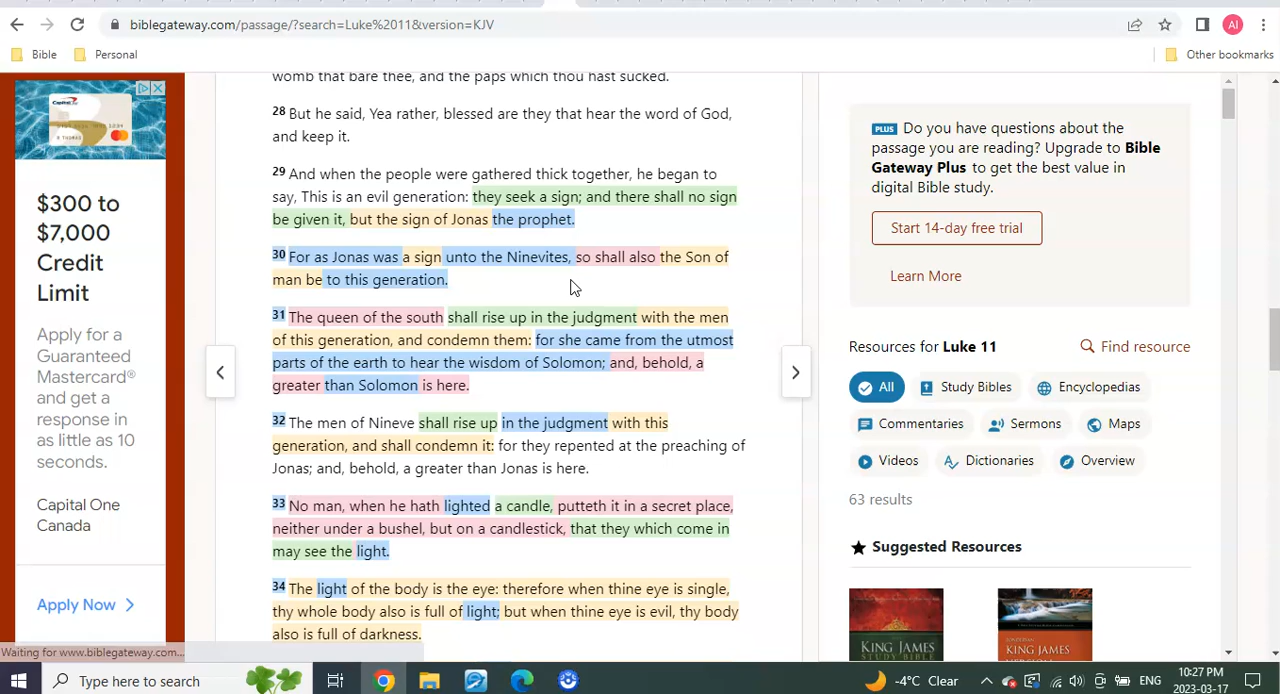 biblegateway.com/passage/?search=Luke%2011&version=KJV
AI
Bible
Personal
Other bookmarks
Capital One
$300 to
$7,000
Credit
Limit
Apply for a
Guaranteed
Mastercard®
and get a
response in
as little as 10
seconds.
Capital One
Canada
Apply Now
womb that bare thee, and the paps which thou hast sucked.
28 But he said, Yea rather, blessed are they that hear the word of God,
and keep it.
29 And when the people were gathered thick together, he began to
say, This is an evil generation: they seek a sign; and there shall no sign
be given it, but the sign of Jonas the prophet.
30 For as Jonas was a sign unto the Ninevites, so shall also the Son of
man be to this generation.
31 The queen of the south shall rise up in the judgment with the men
of this generation, and condemn them: for she came from the utmost
parts of the earth to hear the wisdom of Solomon; and, behold, a
greater than Solomon is here.
32 The men of Nineve shall rise up in the judgment with this
generation, and shall condemn it: for they repented at the preaching of
Jonas; and, behold, a greater than Jonas is here.
33 No man, when he hath lighted a candle, putteth it in a secret place,
neither under a bushel, but on a candlestick, that they which come in
may see the light.
34 The light of the body is the eye: therefore when thine eye is single,
thy whole body also is full of light; but when thine eye is evil, thy body
also is full of darkness.
PLUS Do you have questions about the
passage you are reading? Upgrade to Bible
Gateway Plus to get the best value in
digital Bible study.
Start 14-day free trial
Learn More
Resources for Luke 11
Find resource
All
Study Bibles
Encyclopedias
Commentaries
Sermons
Maps
Videos
Dictionaries
Overview
63 results
Suggested Resources
KING JAMES
STUDY BIBLE
KING JAMES
Waiting for www.biblegateway.com...
Type here to search
-4°C Clear
ENG
10:27 PM
2023-03-17